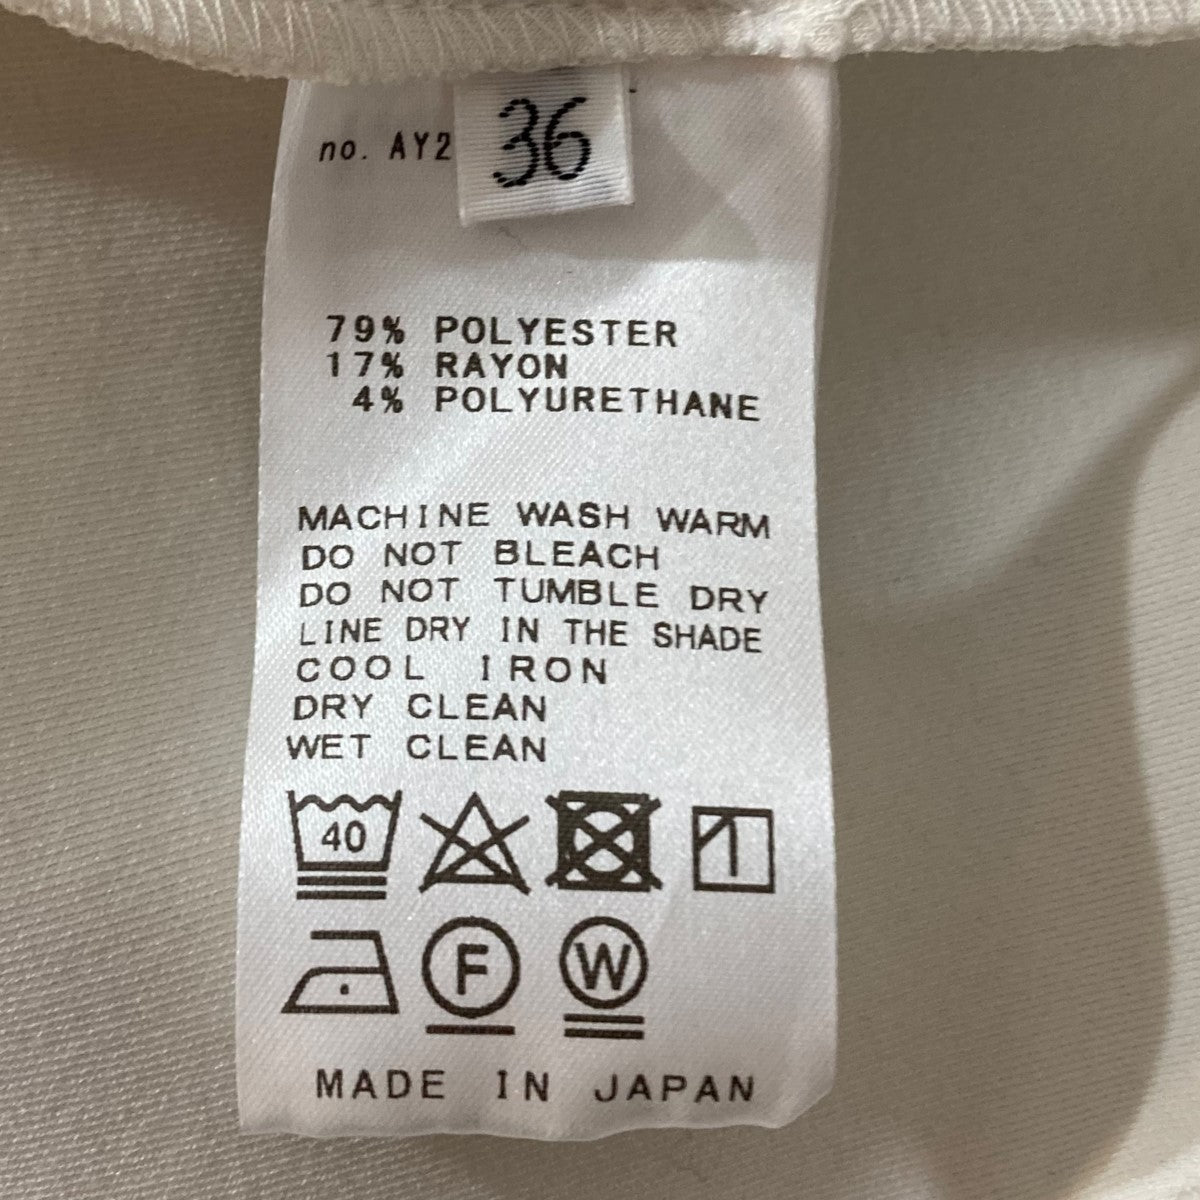 no. AY2
36
79% POLYESTER
17% RAYON
4% POLYURETHANE
MACHINE WASH WARM
DO NOT BLEACH
DO NOT TUMBLE DRY
LINE DRY IN THE SHADE
COOL IRON
DRY CLEAN
WET CLEAN
40
F W
MADE IN JAPAN